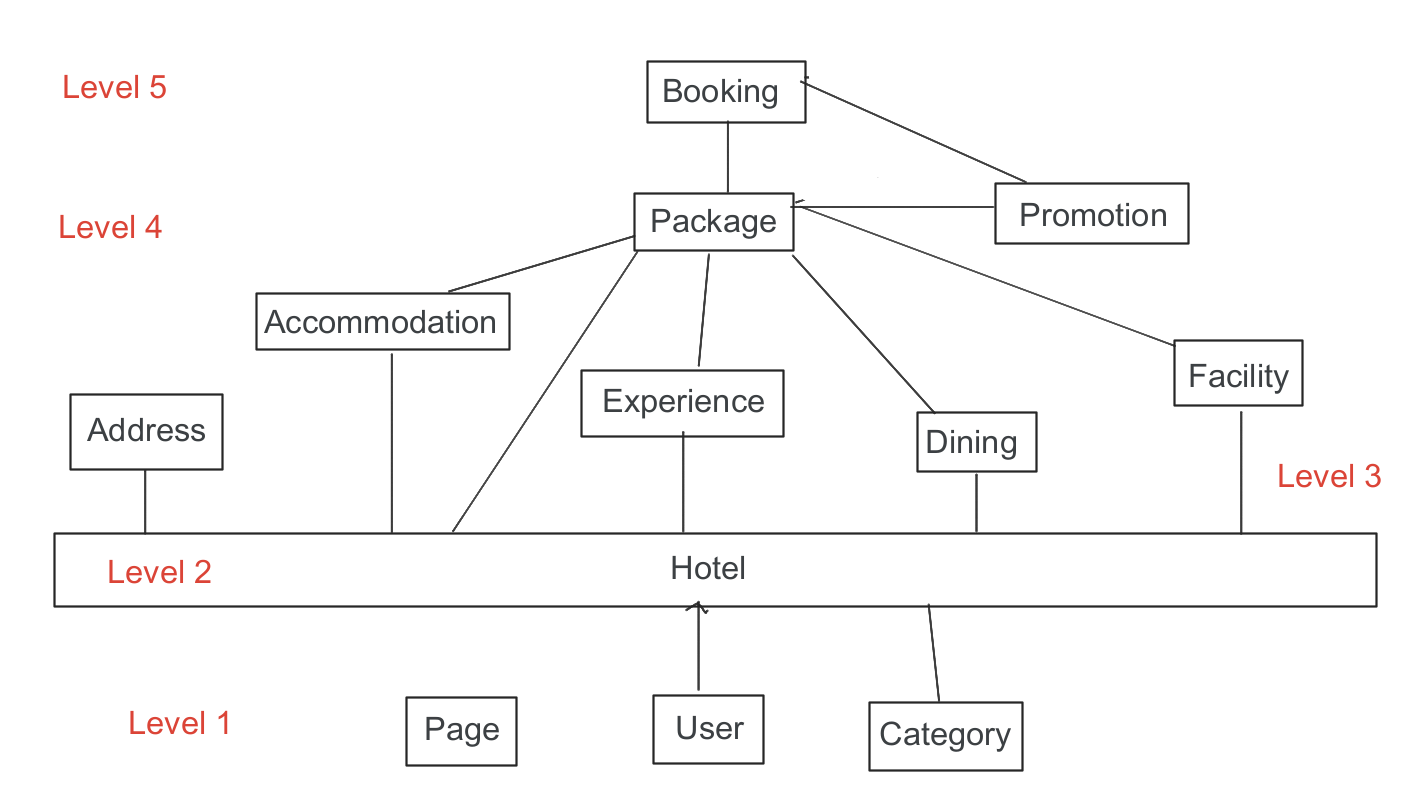 Level 5
Booking
Package
Promotion
Level 4
Accommodation
Experience
Facility
Address
Dining
Level 3
Level 2
Hotel
Level 1
Page
User
Category